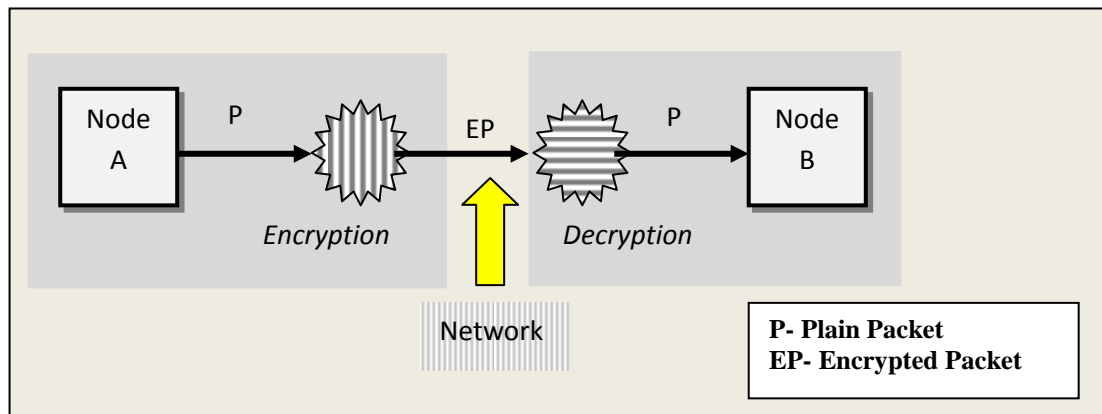 Node
A
P
Encryption
EP
Decryption
P
Node
B
Network
P- Plain Packet
EP- Encrypted Packet